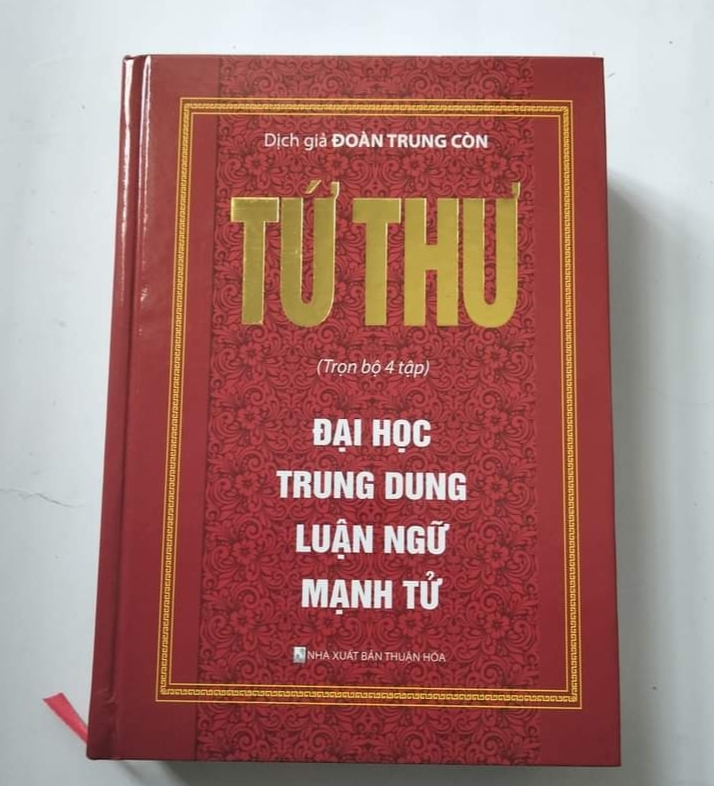 Dịch giả ĐOÀN TRUNG CÒN
TỨ THƯ
(Trọn bộ 4 tập)
ĐẠI HỌC
TRUNG DUNG
LUẬN NGỮ
MẠNH TỬ
NHÀ XUẤT BẢN THUẬN HÓA